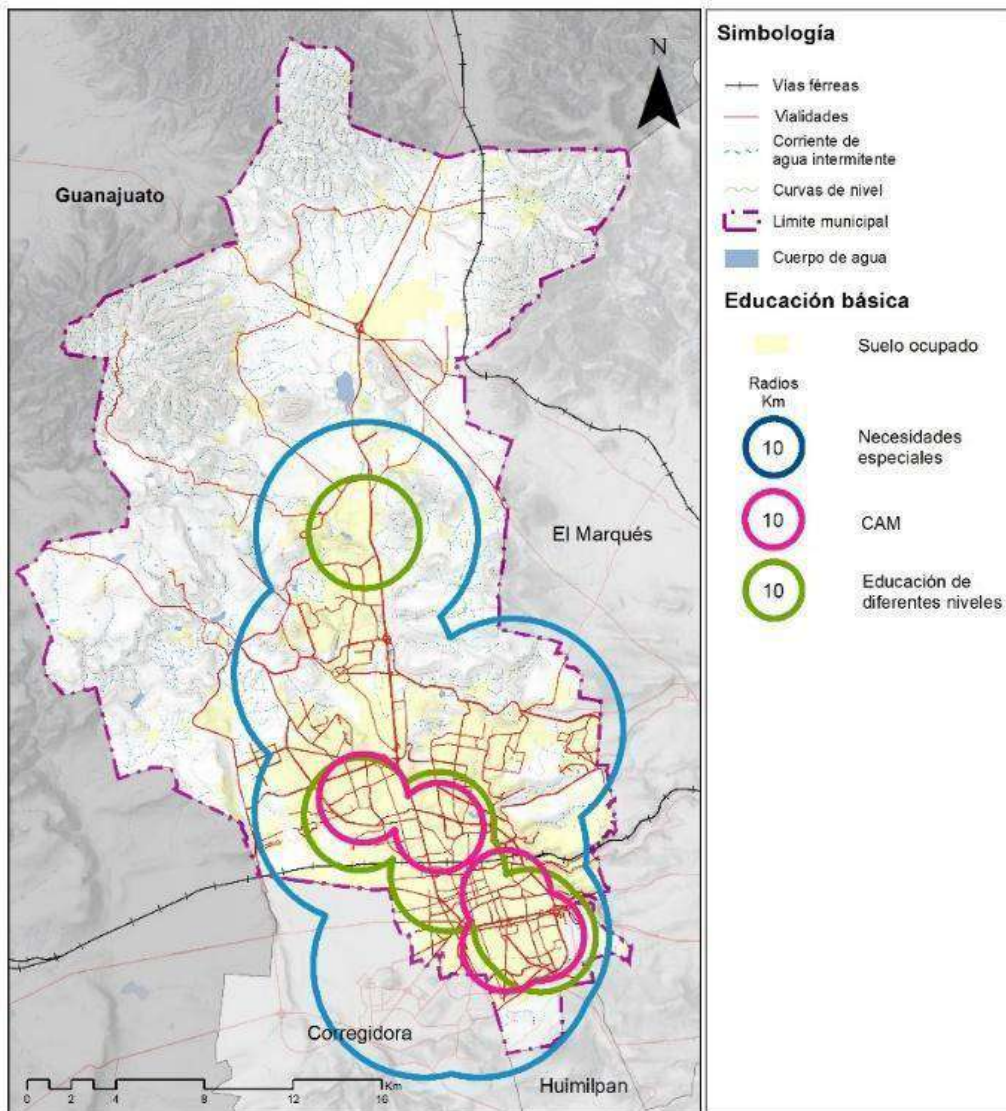 N
Guanajuato
El Marqués
Corregidora
Huimilpan
Km
0 2 4 8 12 16
Simbología
Vías férreas
Vialidades
Corriente de
agua intermitente
Curvas de nivel
Límite municipal
Cuerpo de agua
Educación básica
Suelo ocupado
Radios
Km
10
Necesidades
especiales
10
CAM
10
Educación de
diferentes niveles